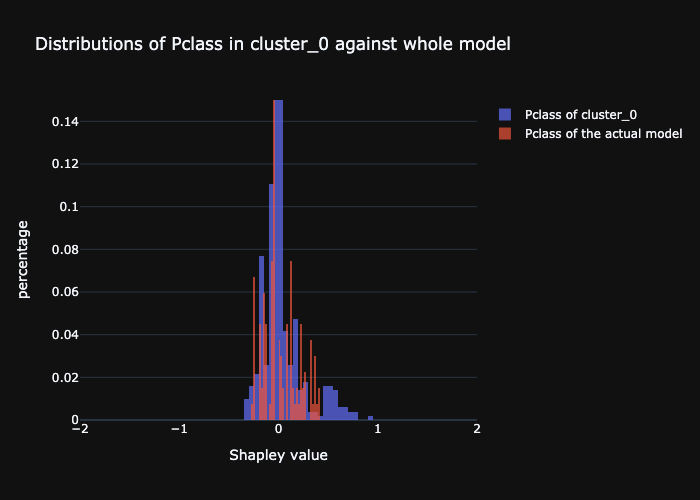 Distributions of Pclass in cluster_0 against whole model
Pclass of cluster_0
Pclass of the actual model
percentage
0.14
0.12
0.1
0.08
0.06
0.04
0.02
0
−2
−1
0
1
2
Shapley value